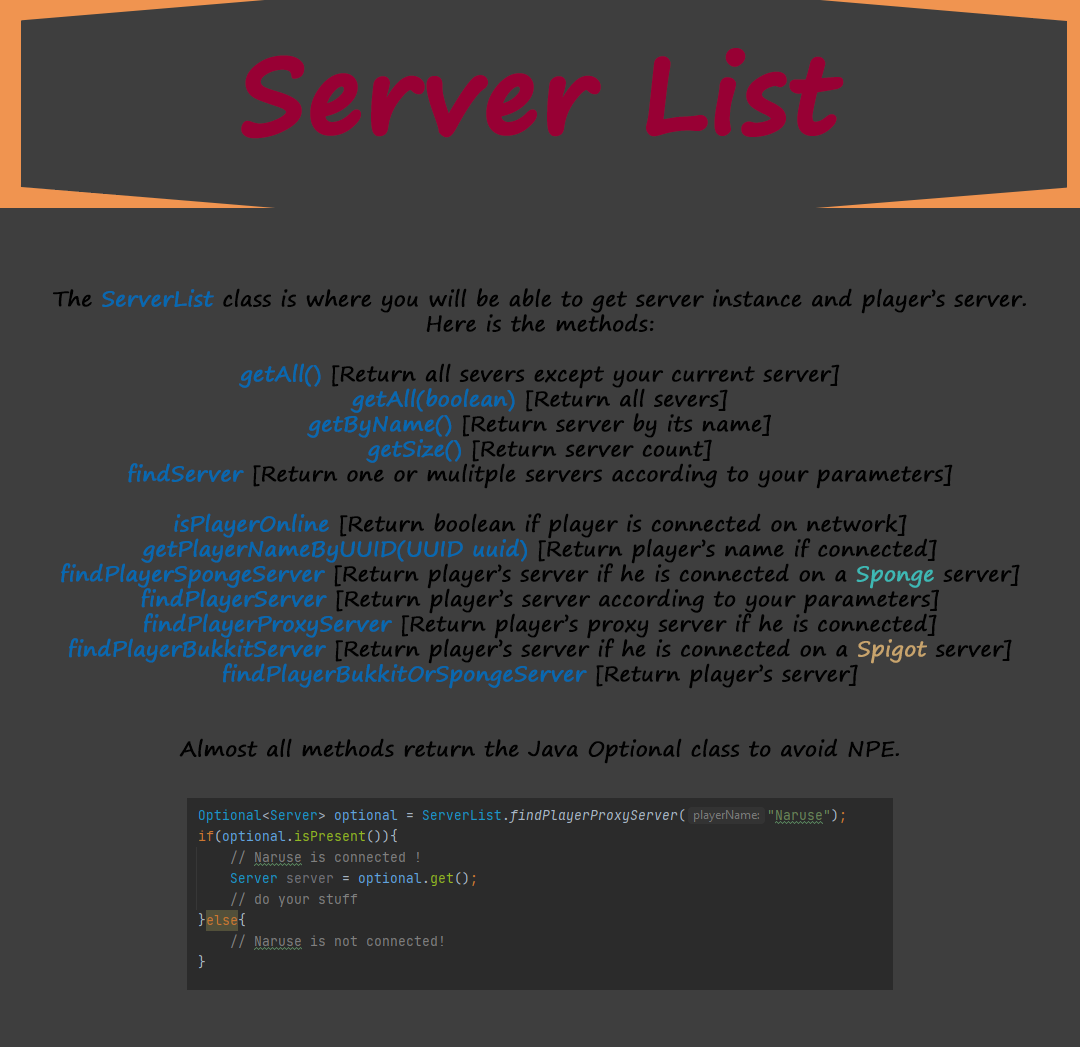 Server List
The ServerList class is where you will be able to get server instance and player's server.
Here is the methods:
getAll() [Return all severs except your current server]
getAll(boolean) [Return all severs]
getByName() [Return server by its name]
getSize() [Return server count]
findServer [Return one or mulitple servers according to your parameters]
isPlayerOnline [Return boolean if player is connected on network]
getPlayerNameByUUID(UUID uuid) [Return player's name if connected]
findPlayerSpongeServer [Return player's server if he is connected on a Sponge server]
findPlayerServer [Return player's server according to your parameters]
findPlayerProxyServer [Return player's proxy server if he is connected]
findPlayerBukkitServer [Return player's server if he is connected on a Spigot server]
findPlayerBukkitOrSpongeServer [Return player's server]
Almost all methods return the Java Optional class to avoid NPE.
Optional<Server> optional = ServerList.findPlayerProxyServer( playerName: "Naruse");
if(optional.isPresent()){
// Naruse is connected !
Server server = optional.get();
// do your stuff
}else{
// Naruse is not connected!
}